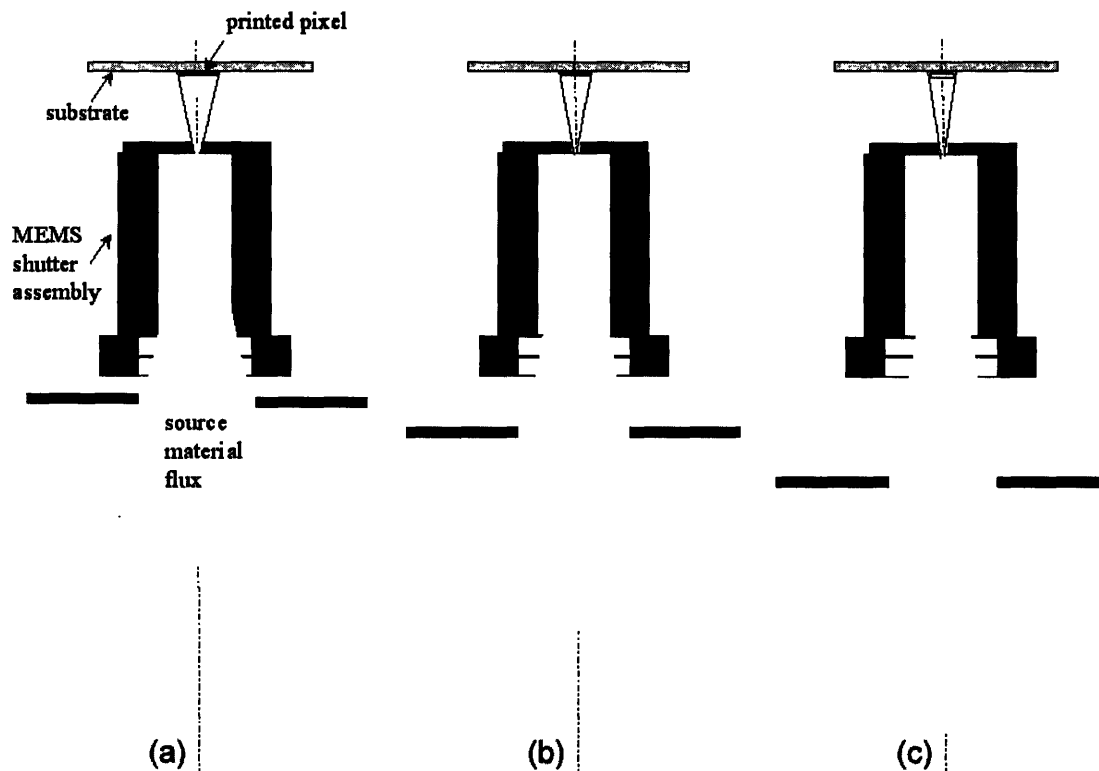 printed pixel
substrate
MEMS
shutter
assembly
source
material
flux
(a)
(b)
(c)